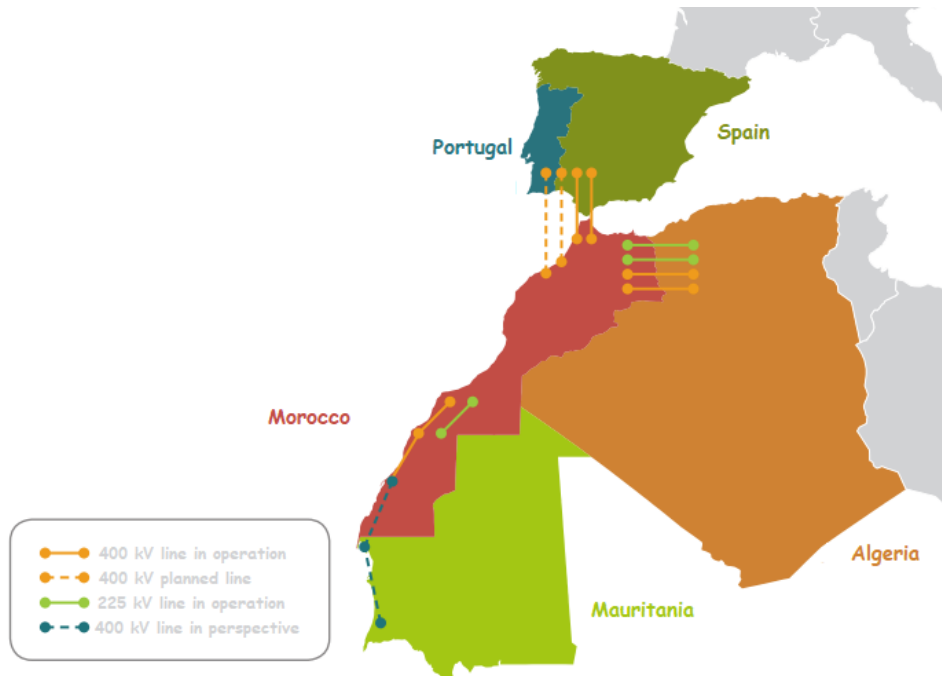 Spain
Portugal
Morocco
Algeria
Mauritania
400 kV line in operation
400 kV planned line
225 kV line in operation
400 kV line in perspective